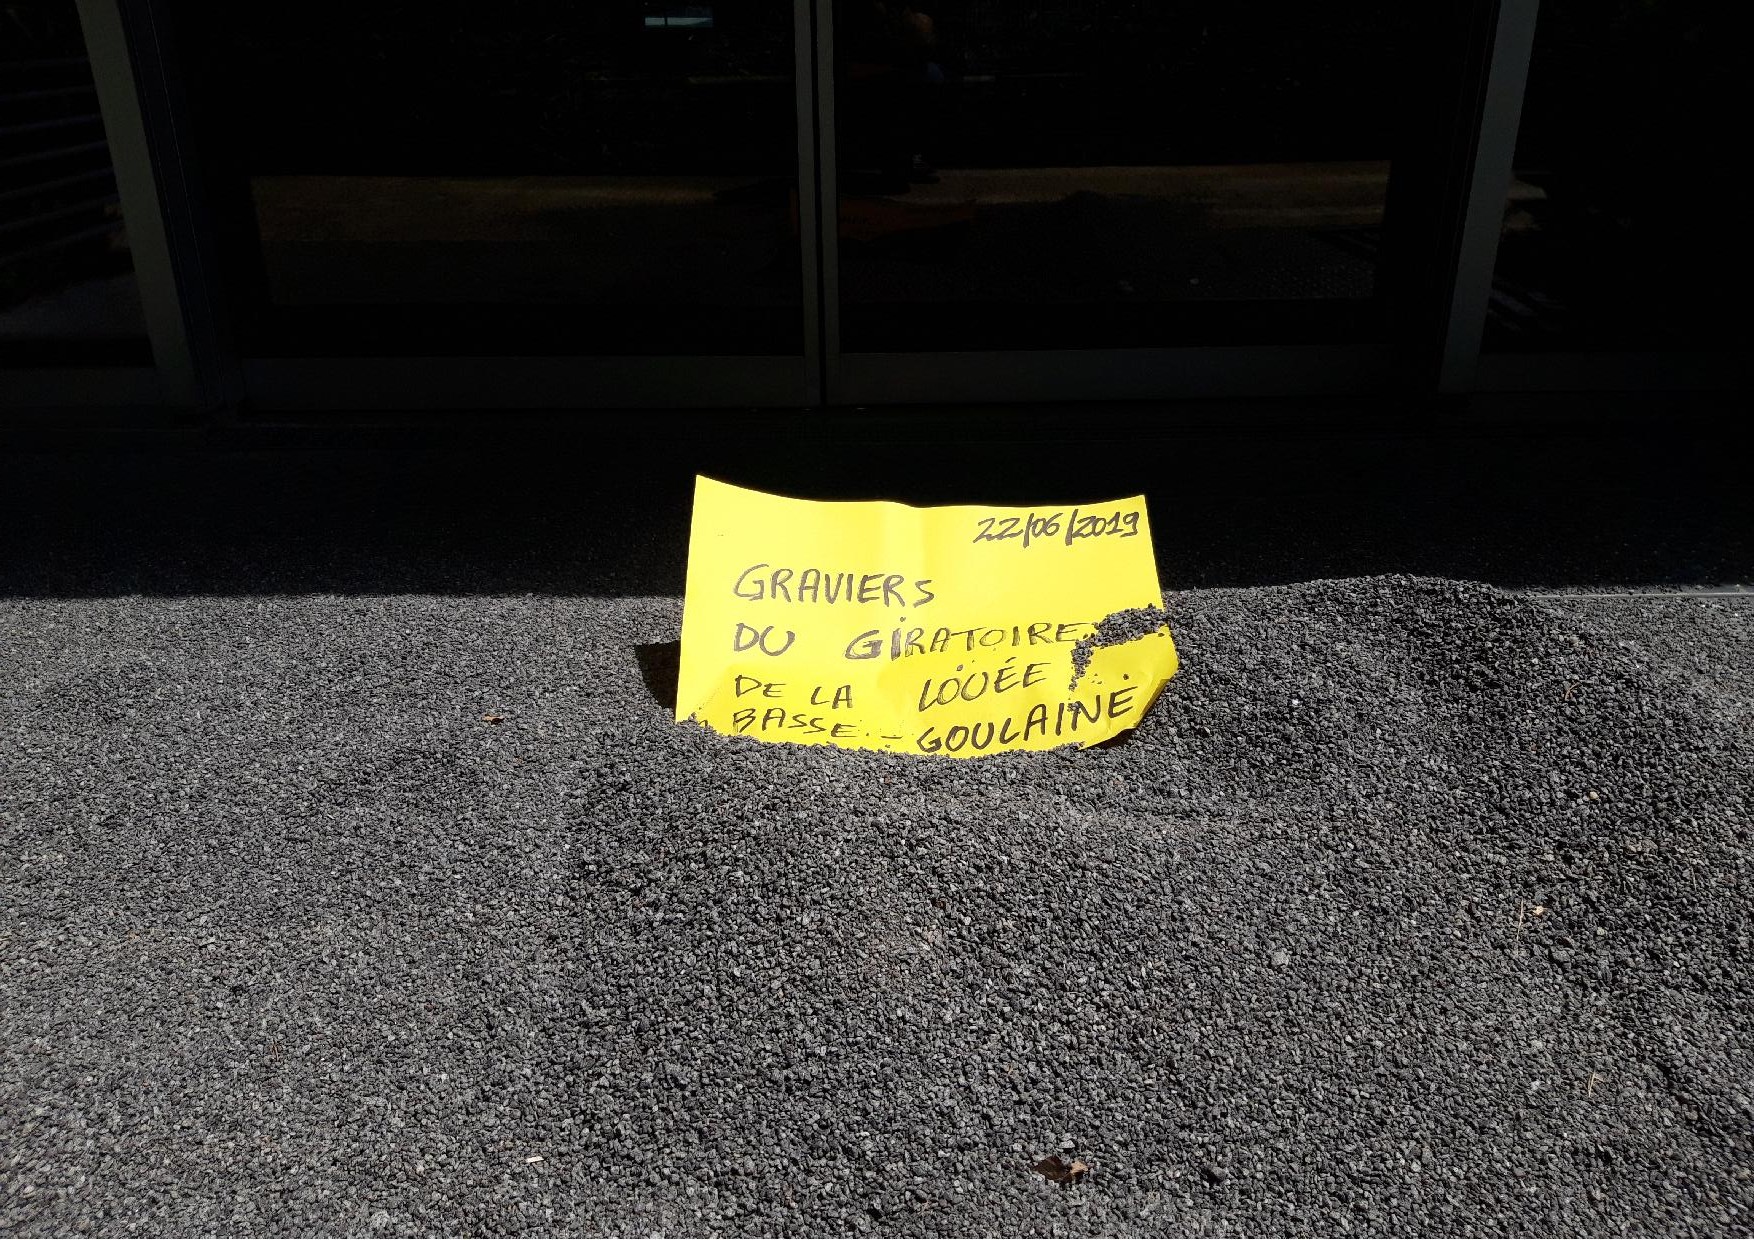 22/06/2019
GRAVIERS
DU GIRATOIRE
DE LA LOUÉE
BASSE - GOULAINE